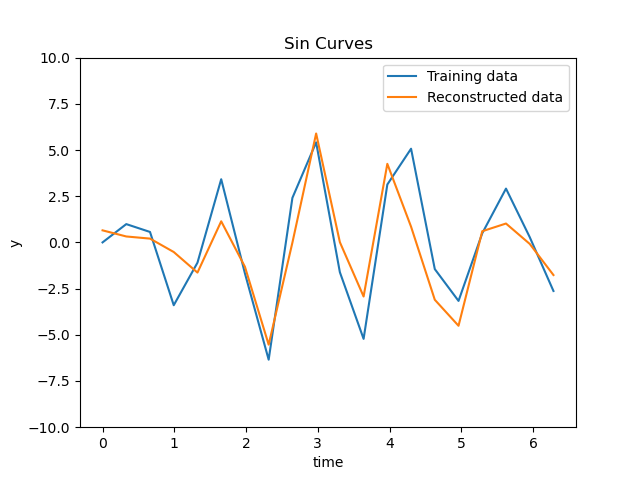 Sin Curves
Training data
Reconstructed data
10.0
7.5
5.0
2.5
0.0
−2.5
−5.0
−7.5
−10.0
y
0 1 2 3 4 5 6
time